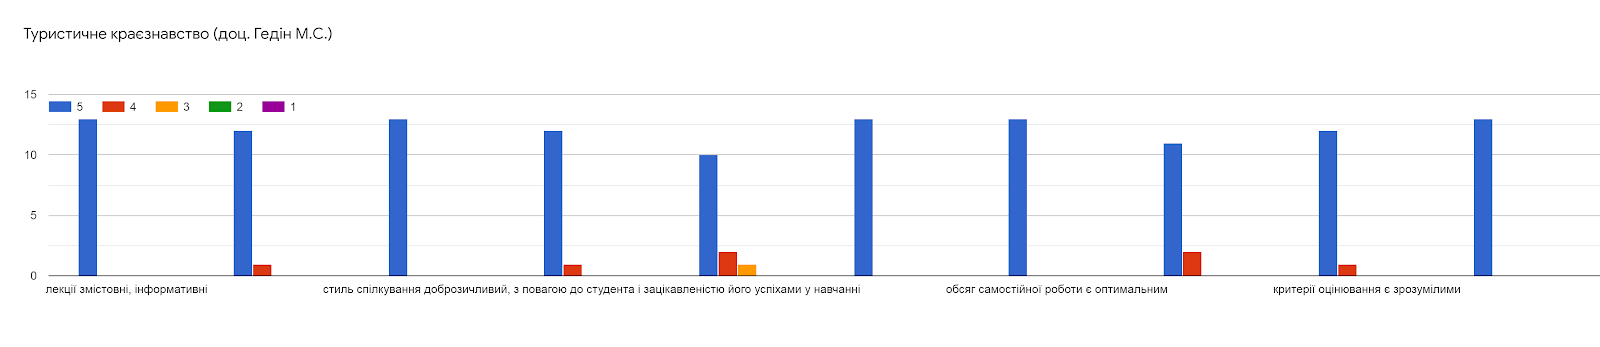 Туристичне краєзнавство (доц. Гедін М.С.)
15
5 4 3 2 1
10
5
0
лекції змістовні, інформативні стиль спілкування доброзичливий, з повагою до студента і зацікавленістю його успіхами у навчанні обсяг самостійної роботи є оптимальним критерії оцінювання є зрозумілими